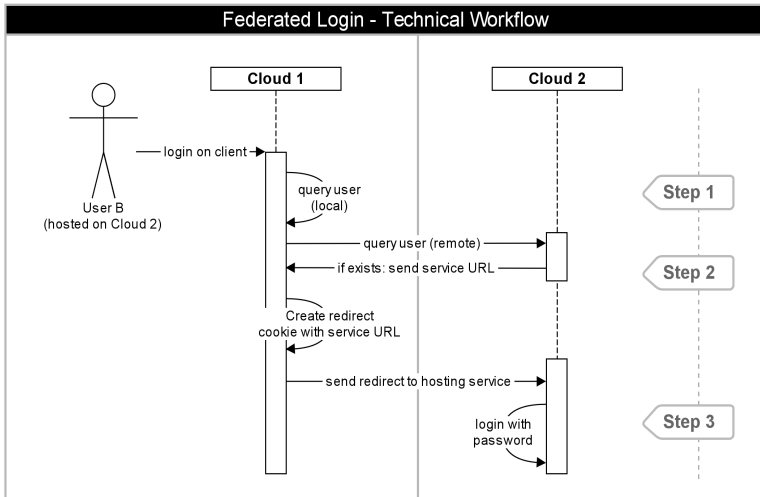 Federated Login - Technical Workflow
Cloud 1
Cloud 2
login on client
User B
(hosted on Cloud 2)
query user
(local)
Step 1
query user (remote)
if exists: send service URL
Step 2
Create redirect
cookie with service URL
send redirect to hosting service
login with
password
Step 3